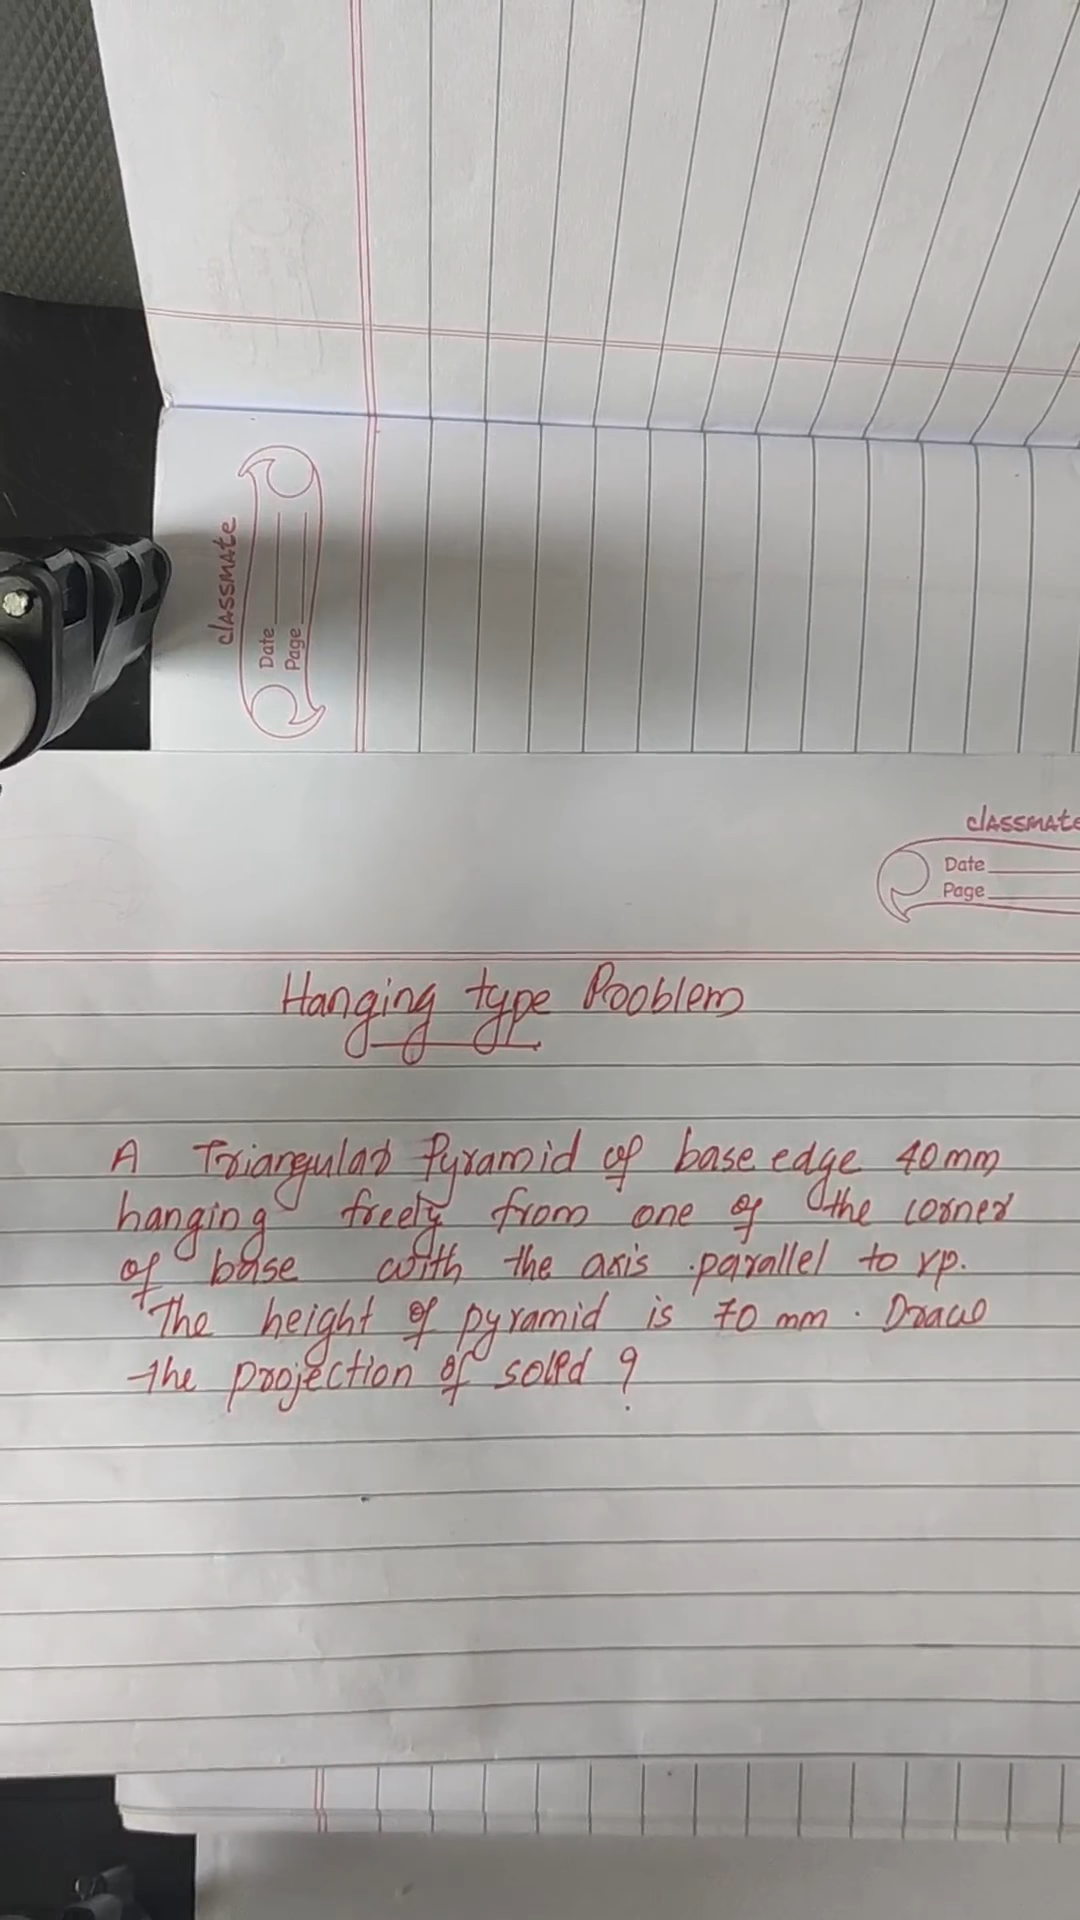 classmate
Date
Page
classmate
Date
Page
Hanging type Problem
A Triangular Pyramid of base edge 40mm
hanging freely from one of the corner
of base with the axis parallel to vp.
The height of pyramid is 70 mm. Draw
the projection of solid ?